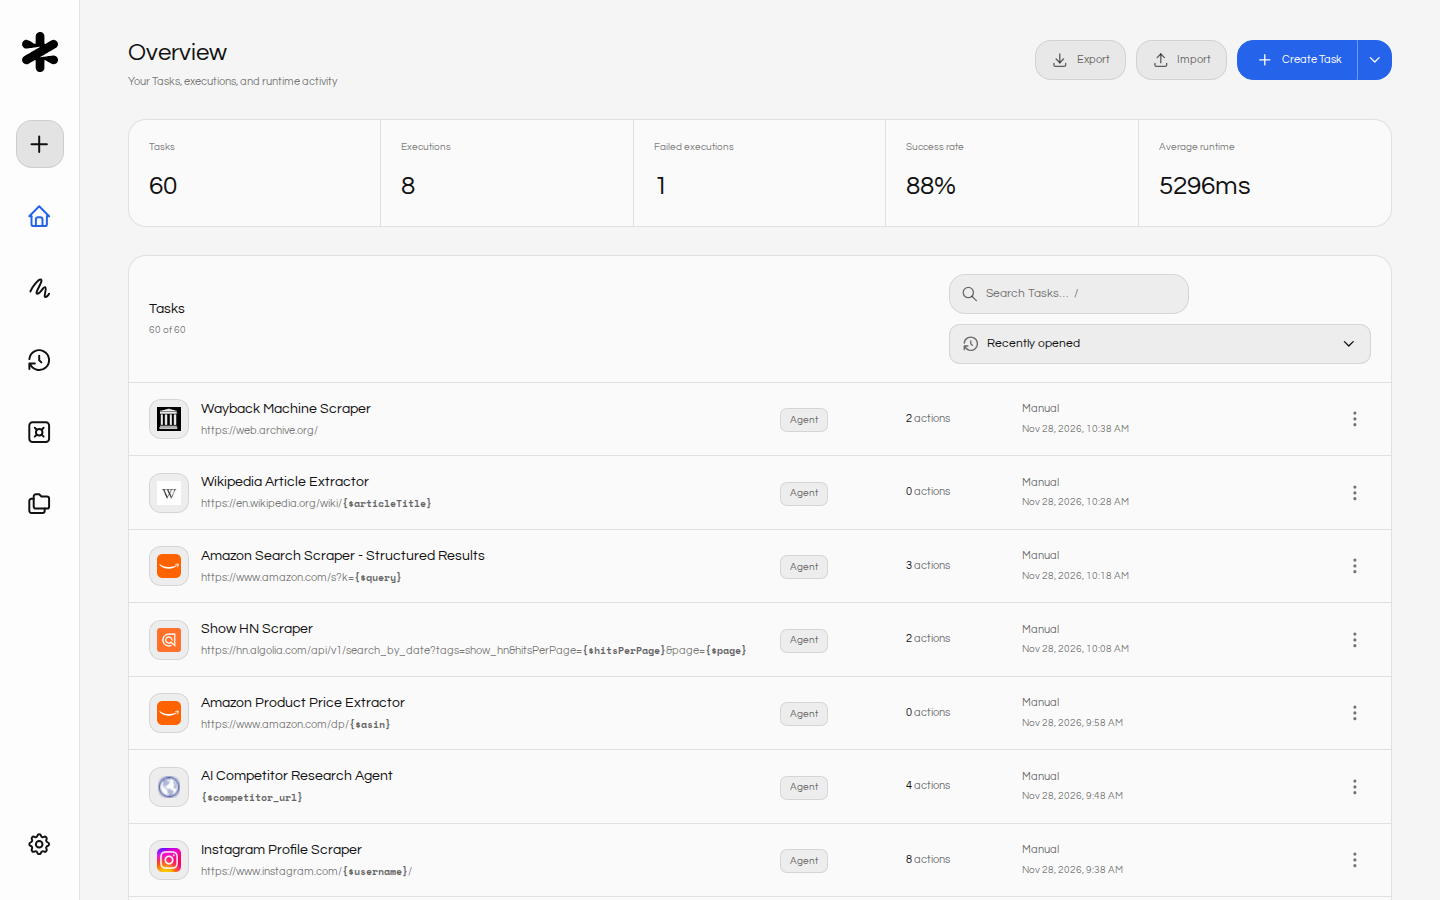 Overview
Your Tasks, executions, and runtime activity
Export
Import
Create Task
Tasks
60
Executions
8
Failed executions
1
Success rate
88%
Average runtime
5296ms
Tasks
60 of 60
Search Tasks... /
Recently opened
Wayback Machine Scraper
https://web.archive.org/
Agent
2 actions
Manual
Nov 28, 2026, 10:38 AM
Wikipedia Article Extractor
https://en.wikipedia.org/wiki/{$articleTitle}
Agent
0 actions
Manual
Nov 28, 2026, 10:28 AM
Amazon Search Scraper - Structured Results
https://www.amazon.com/s?k={$query}
Agent
3 actions
Manual
Nov 28, 2026, 10:18 AM
Show HN Scraper
https://hn.algolia.com/api/v1/search_by_date?tags=show_hn&hitsPerPage={$hitsPerPage}&page={$page}
Agent
2 actions
Manual
Nov 28, 2026, 10:08 AM
Amazon Product Price Extractor
https://www.amazon.com/dp/{$asin}
Agent
0 actions
Manual
Nov 28, 2026, 9:58 AM
AI Competitor Research Agent
{$competitor_url}
Agent
4 actions
Manual
Nov 28, 2026, 9:48 AM
Instagram Profile Scraper
https://www.instagram.com/{$username}/
Agent
8 actions
Manual
Nov 28, 2026, 9:38 AM